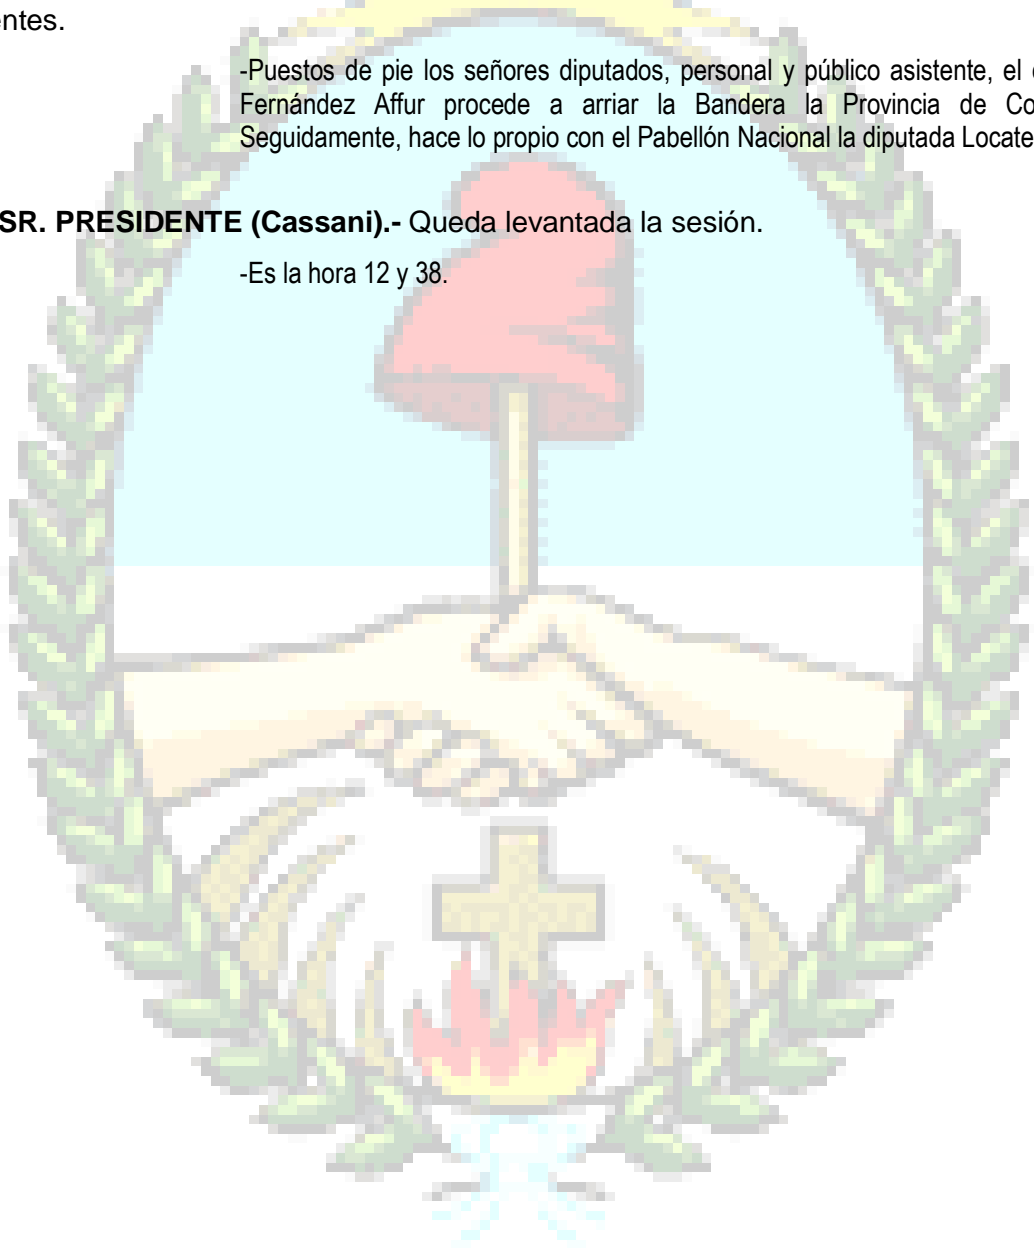 entes.
-Puestos de pie los señores diputados, personal y público asistente, el
Fernández Affur procede a arriar la Bandera la Provincia de Co
Seguidamente, hace lo propio con el Pabellón Nacional la diputada Locate
SR. PRESIDENTE (Cassani).- Queda levantada la sesión.
-Es la hora 12 y 38.